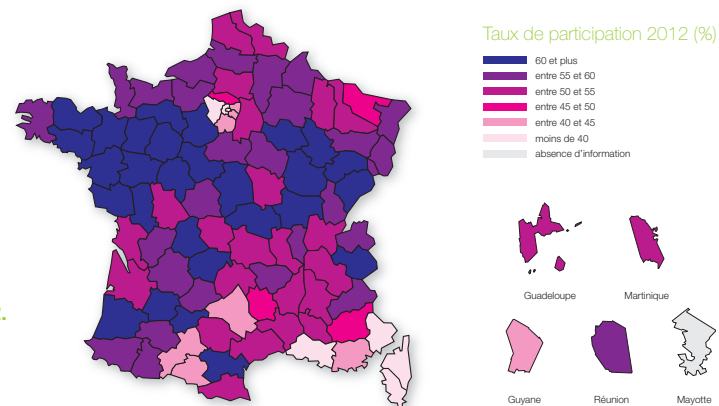 Taux de participation 2012 (%)
60 et plus
entre 55 et 60
entre 50 et 55
entre 45 et 50
entre 40 et 45
moins de 40
absence d'information
Guadeloupe
Martinique
Guyane
Réunion
Mayotte